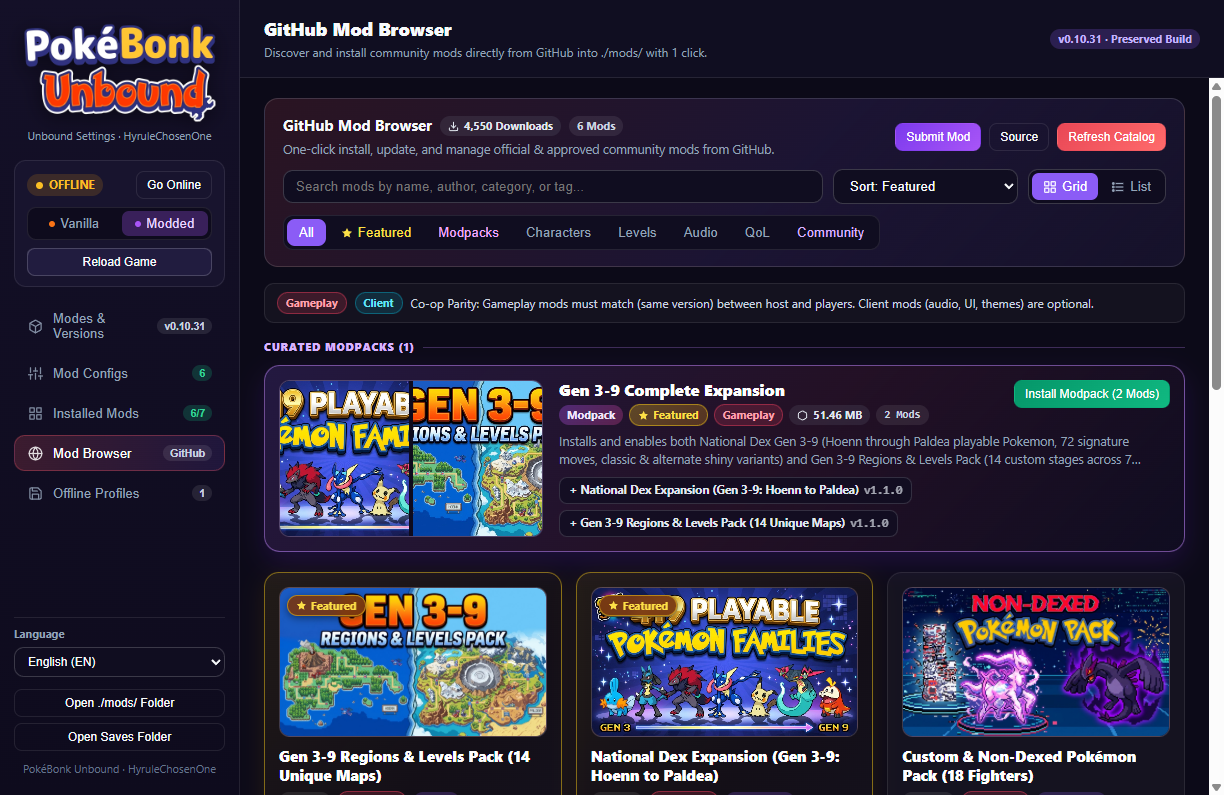 PokéBonk
Unbound
Unbound Settings · HyruleChosenOne
OFFLINE
Go Online
Vanilla
Modded
Reload Game
Modes & Versions
v0.10.31
Mod Configs
6
Installed Mods
6/7
Mod Browser
GitHub
Offline Profiles
1
Language
English (EN)
Open ./mods/ Folder
Open Saves Folder
PokéBonk Unbound · HyruleChosenOne
GitHub Mod Browser
Discover and install community mods directly from GitHub into ./mods/ with 1 click.
v0.10.31 · Preserved Build
GitHub Mod Browser
4,550 Downloads
6 Mods
One-click install, update, and manage official & approved community mods from GitHub.
Submit Mod
Source
Refresh Catalog
Search mods by name, author, category, or tag...
Sort: Featured
Grid
List
All
Featured
Modpacks
Characters
Levels
Audio
QoL
Community
Gameplay
Client
Co-op Parity: Gameplay mods must match (same version) between host and players. Client mods (audio, UI, themes) are optional.
CURATED MODPACKS (1)
9 PLAYAB
ÉMON FAMILI
GEN 3-9
IONS & LEVELS P
Gen 3-9 Complete Expansion
Install Modpack (2 Mods)
Modpack
Featured
Gameplay
51.46 MB
2 Mods
Installs and enables both National Dex Gen 3-9 (Hoenn through Paldea playable Pokemon, 72 signature
moves, classic & alternate shiny variants) and Gen 3-9 Regions & Levels Pack (14 custom stages across 7...
+ National Dex Expansion (Gen 3-9: Hoenn to Paldea) v1.1.0
+ Gen 3-9 Regions & Levels Pack (14 Unique Maps) v1.1.0
Featured
GEN 3-9
REGIONS & LEVELS PACK
Gen 3-9 Regions & Levels Pack (14
Unique Maps)
Featured
PLAYABLE
POKÉMON FAMILIES
GEN 3
GEN 9
National Dex Expansion (Gen 3-9:
Hoenn to Paldea)
NON-DEXED
POKÉMON PACK
Custom & Non-Dexed Pokémon
Pack (18 Fighters)